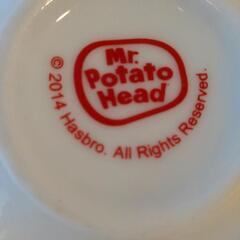 Mr.
Potato
Head
© 2014 Hasbro. All Rights Reserved.